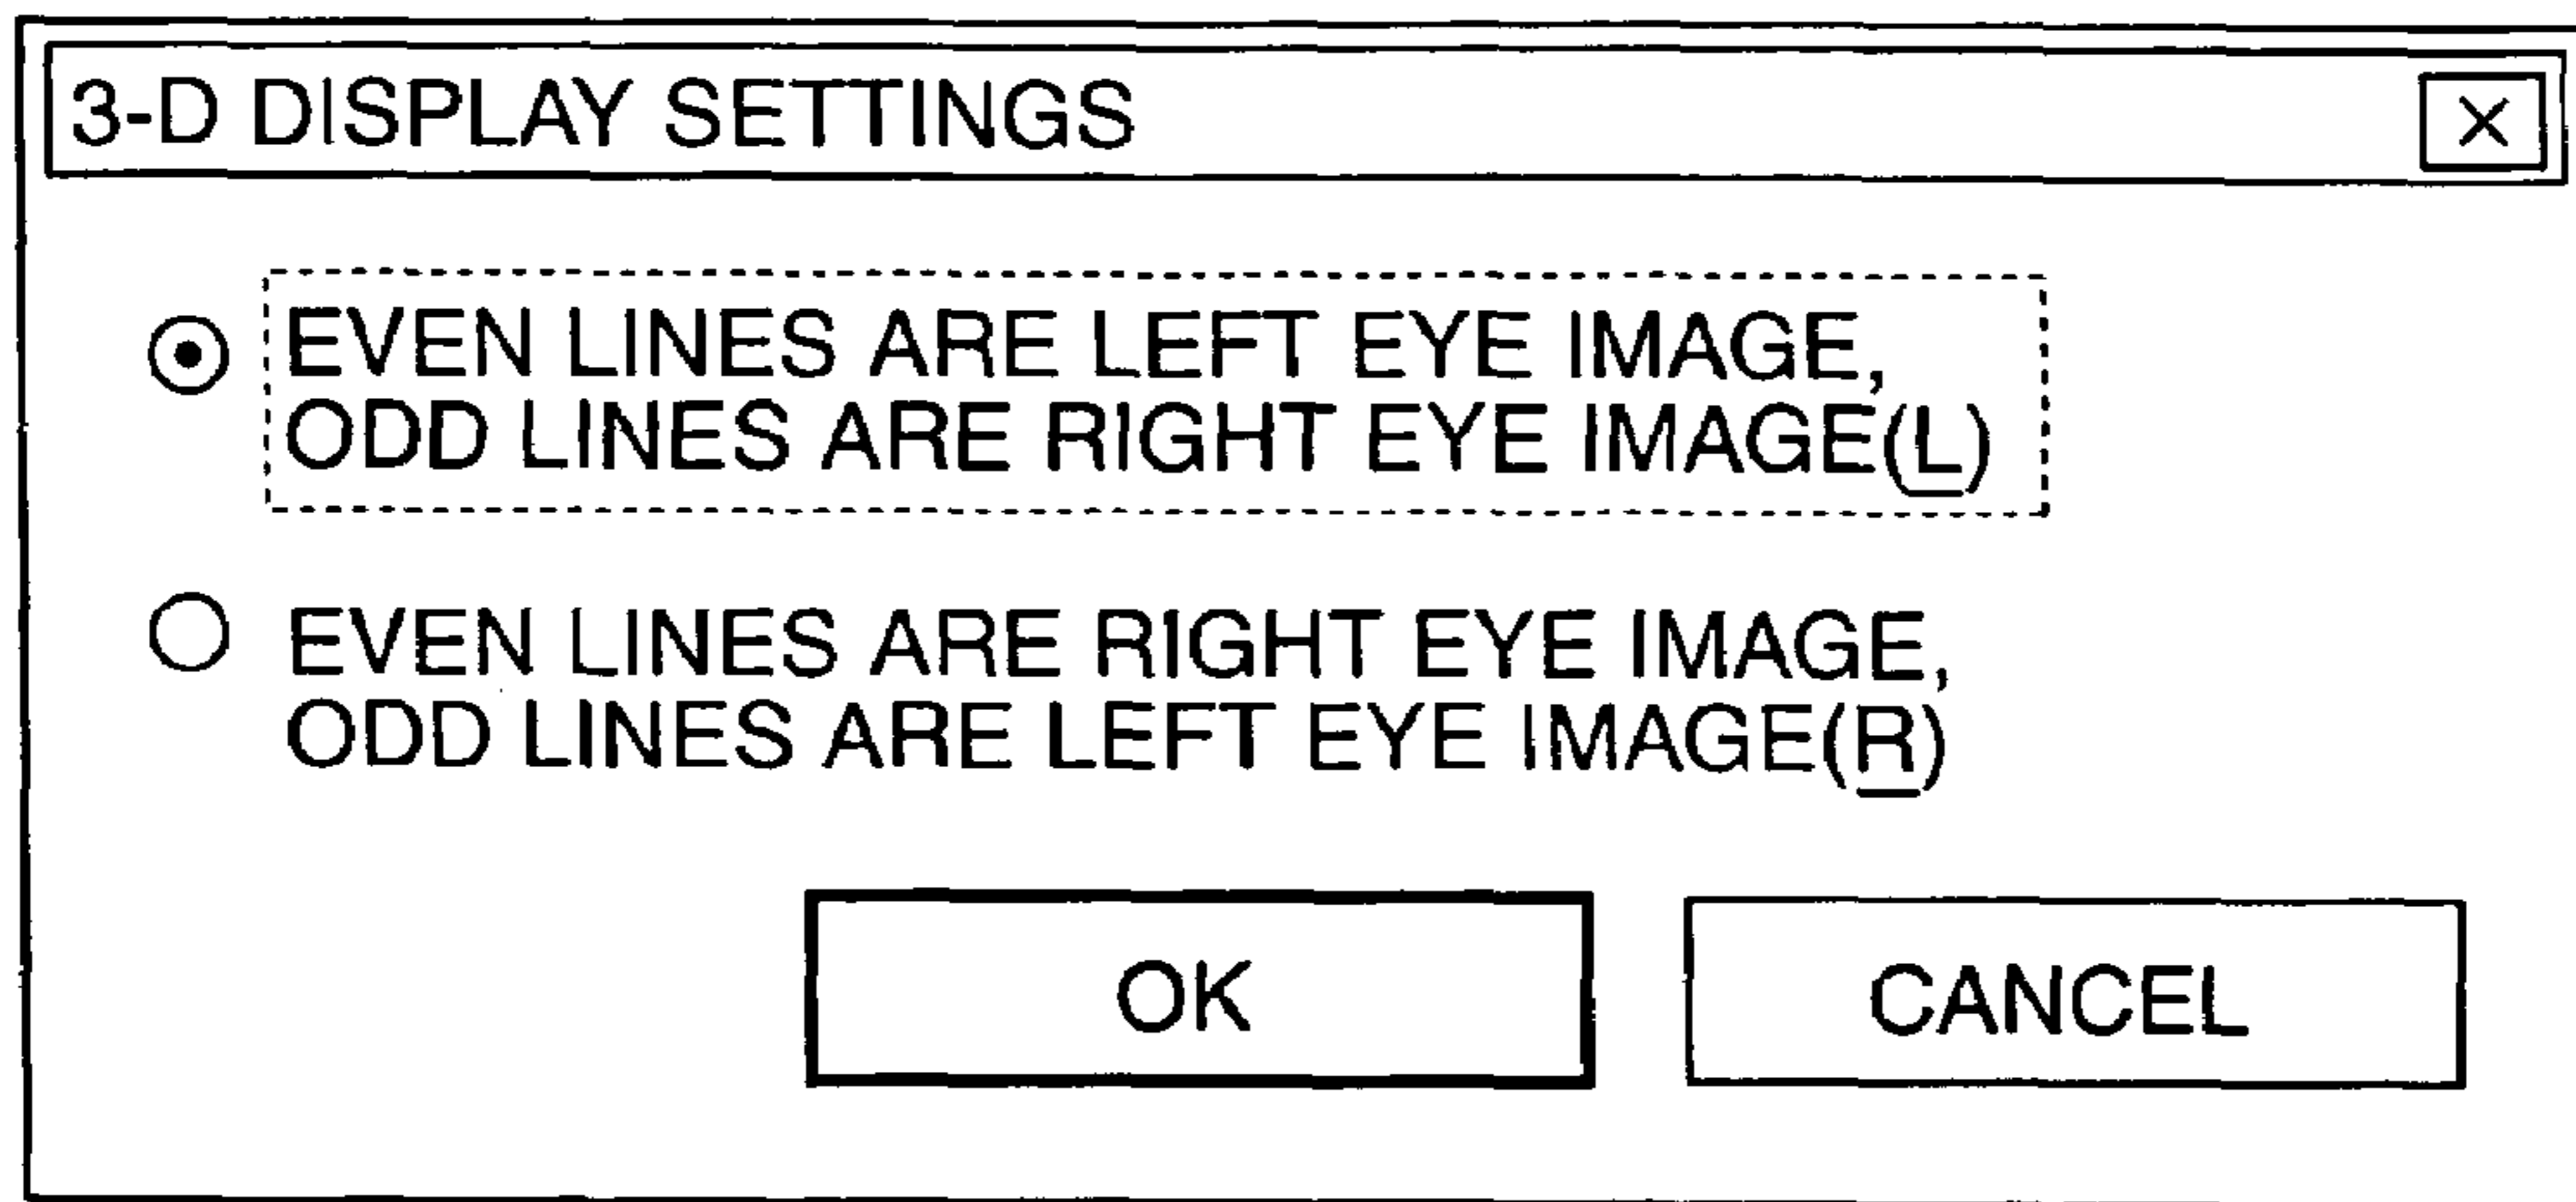 3-D DISPLAY SETTINGS
X
EVEN LINES ARE LEFT EYE IMAGE,
ODD LINES ARE RIGHT EYE IMAGE(L)
EVEN LINES ARE RIGHT EYE IMAGE,
ODD LINES ARE LEFT EYE IMAGE(R)
OK
CANCEL